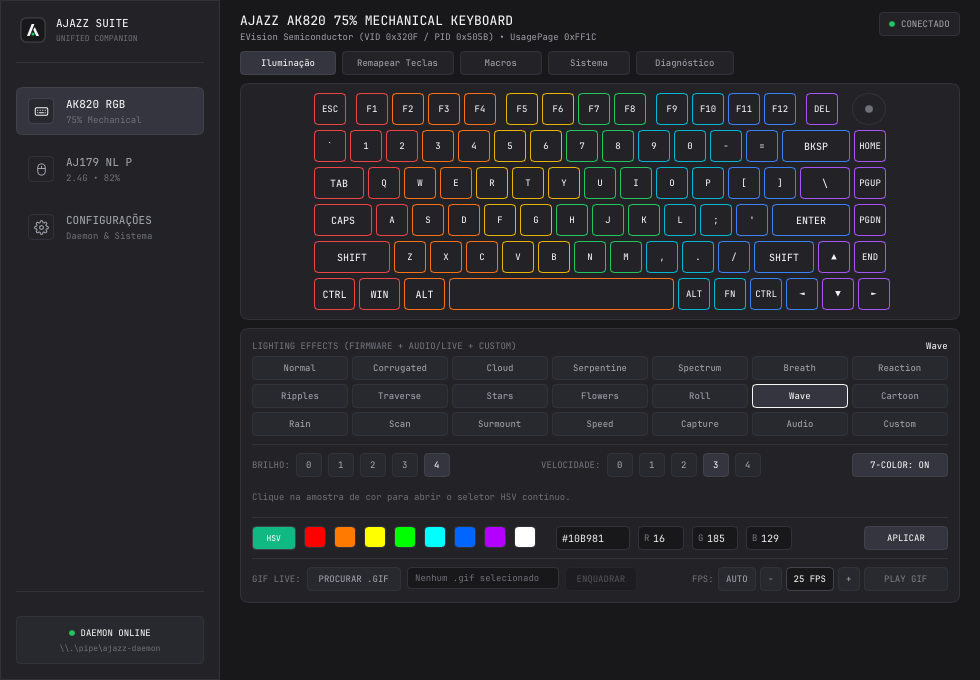 AJAZZ SUITE
UNIFIED COMPANION
AK820 RGB
75% Mechanical
AJ179 NL P
2.4G • 82%
CONFIGURAÇÕES
Daemon & Sistema
DAEMON ONLINE
\\.\pipe\ajazz-daemon
AJAZZ AK820 75% MECHANICAL KEYBOARD
EVision Semiconductor (VID 0x320F / PID 0x505B) • UsagePage 0xFF1C
CONECTADO
Iluminação Remapear Teclas Macros Sistema Diagnóstico
ESC F1 F2 F3 F4 F5 F6 F7 F8 F9 F10 F11 F12 DEL
` 1 2 3 4 5 6 7 8 9 0 - = BKSP HOME
TAB Q W E R T Y U I O P [ ] \ PGUP
CAPS A S D F G H J K L ; ' ENTER PGDN
SHIFT Z X C V B N M , . / SHIFT ▲ END
CTRL WIN ALT ALT FN CTRL ◄ ▼ ►
LIGHTING EFFECTS (FIRMWARE + AUDIO/LIVE + CUSTOM) Wave
Normal Corrugated Cloud Serpentine Spectrum Breath Reaction
Ripples Traverse Stars Flowers Roll Wave Cartoon
Rain Scan Surmount Speed Capture Audio Custom
BRILHO: 0 1 2 3 4 VELOCIDADE: 0 1 2 3 4 7-COLOR: ON
Clique na amostra de cor para abrir o seletor HSV continuo.
HSV #10B981 R 16 G 185 B 129 APLICAR
GIF LIVE: PROCURAR .GIF Nenhum .gif selecionado ENQUADRAR FPS: AUTO - 25 FPS + PLAY GIF